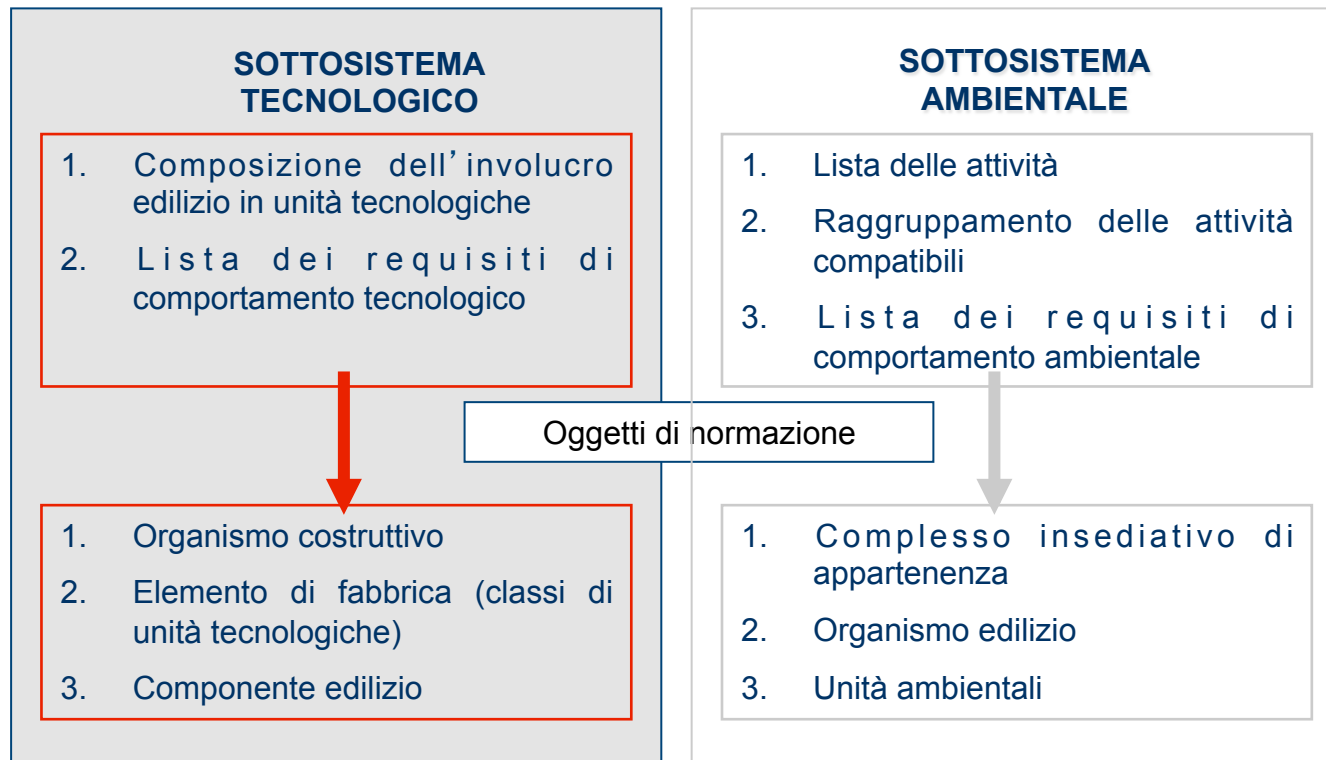 SOTTOSISTEMA
TECNOLOGICO
1. Composizione dell’involucro
edilizio in unità tecnologiche
2. Lista dei requisiti di
comportamento tecnologico
SOTTOSISTEMA
AMBIENTALE
1. Lista delle attività
2. Raggruppamento delle attività
compatibili
3. Lista dei requisiti di
comportamento ambientale
Oggetti di normazione
1. Organismo costruttivo
2. Elemento di fabbrica (classi di
unità tecnologiche)
3. Componente edilizio
1. Complesso insediativo di
appartenenza
2. Organismo edilizio
3. Unità ambientali